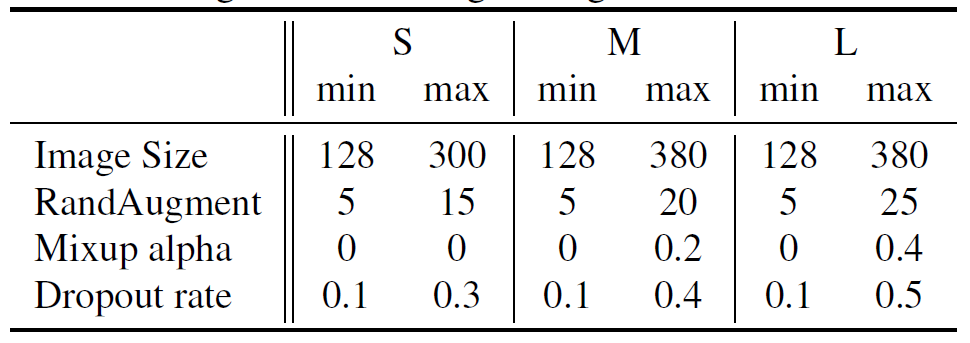 S M L
min max min max min max
Image Size 128 300 128 380 128 380
RandAugment 5 15 5 20 5 25
Mixup alpha 0 0 0 0.2 0 0.4
Dropout rate 0.1 0.3 0.1 0.4 0.1 0.5